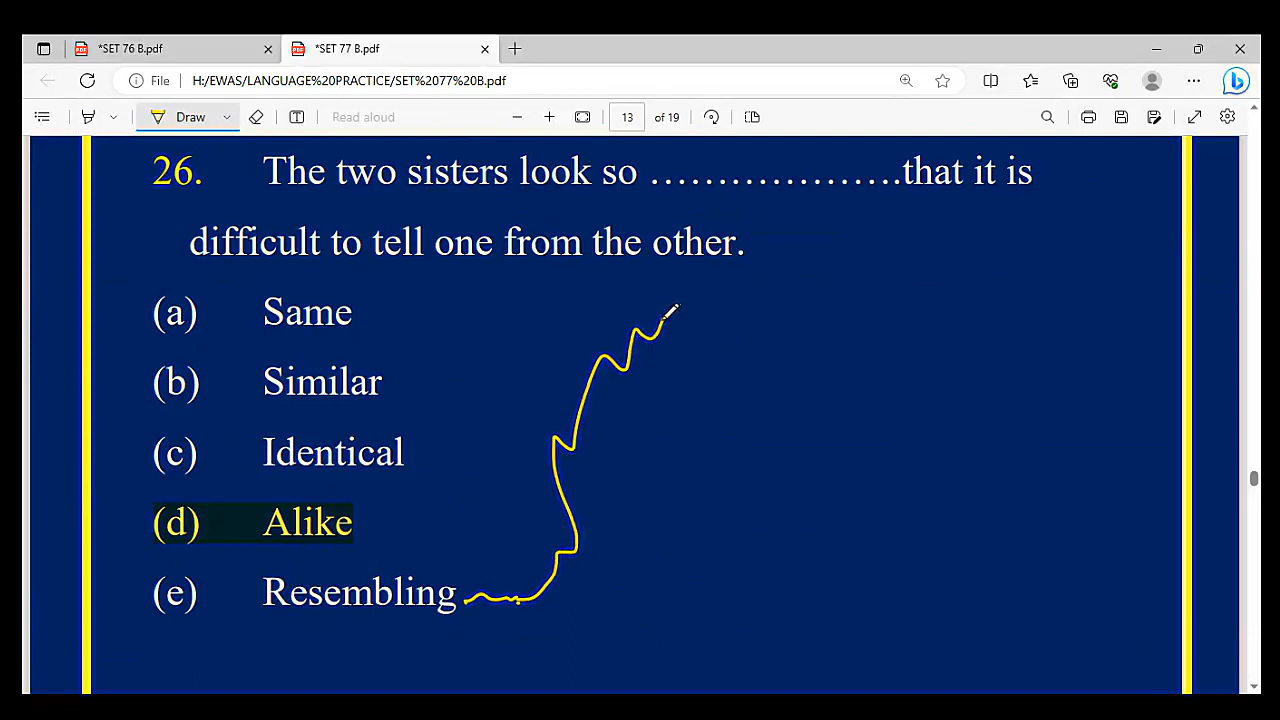 *SET 76 B.pdf
*SET 77 B.pdf
File H:/EWAS/LANGUAGE%20PRACTICE/SET%2077%20B.pdf
Draw
Read aloud
13 of 19
26. The two sisters look so ……………….that it is
difficult to tell one from the other.
(a) Same
(b) Similar
(c) Identical
(d) Alike
(e) Resembling